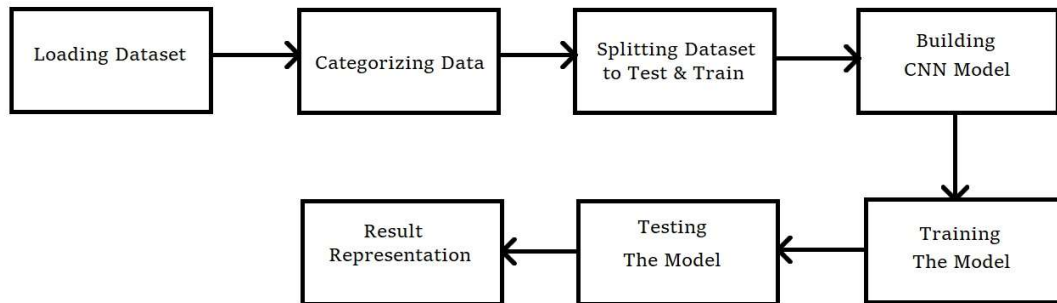 Loading Dataset
Categorizing Data
Splitting Dataset
to Test & Train
Building
CNN Model
Training
The Model
Testing
The Model
Result
Representation